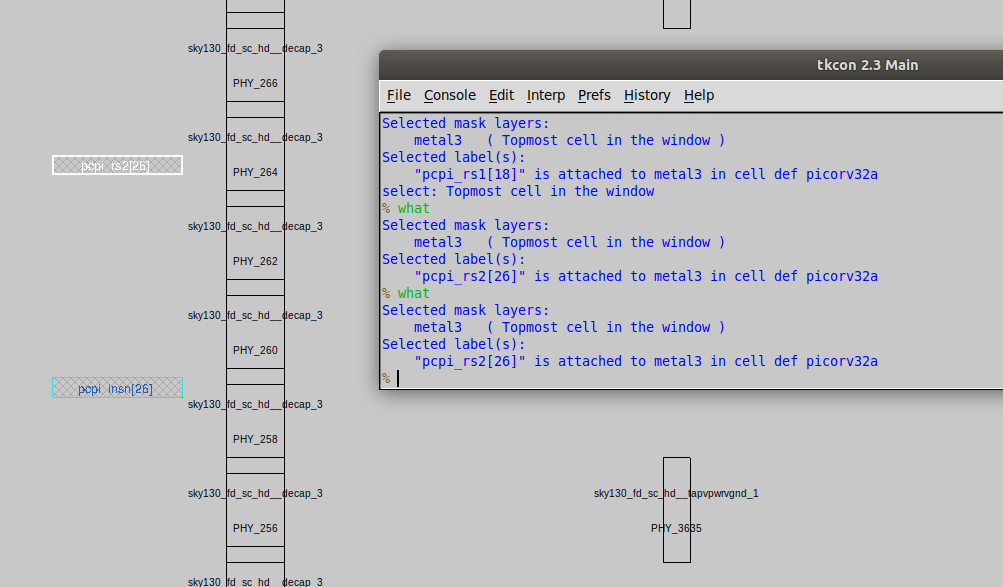 sky130_fd_sc_hd__decap_3
PHY_266
sky130_fd_sc_hd__decap_3
pcpi_rs2[26]
PHY_264
sky130_fd_sc_hd__decap_3
PHY_262
sky130_fd_sc_hd__decap_3
PHY_260
pcpi_insn[26]
sky130_fd_sc_hd__decap_3
PHY_258
sky130_fd_sc_hd__decap_3
PHY_256
sky130_fd_sc_hd__decap_3
tkcon 2.3 Main
File Console Edit Interp Prefs History Help
Selected mask layers:
metal3 ( Topmost cell in the window )
Selected label(s):
"pcpi_rs1[18]" is attached to metal3 in cell def picorv32a
select: Topmost cell in the window
% what
Selected mask layers:
metal3 ( Topmost cell in the window )
Selected label(s):
"pcpi_rs2[26]" is attached to metal3 in cell def picorv32a
% what
Selected mask layers:
metal3 ( Topmost cell in the window )
Selected label(s):
"pcpi_rs2[26]" is attached to metal3 in cell def picorv32a
%
sky130_fd_sc_hd__tapvpwrvgnd_1
PHY_3635